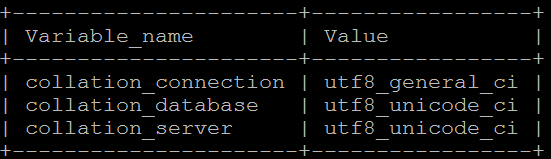 +----------------------+-----------------+
| Variable_name        | Value           |
+----------------------+-----------------+
| collation_connection | utf8_general_ci |
| collation_database   | utf8_unicode_ci |
| collation_server     | utf8_unicode_ci |
+----------------------+-----------------+